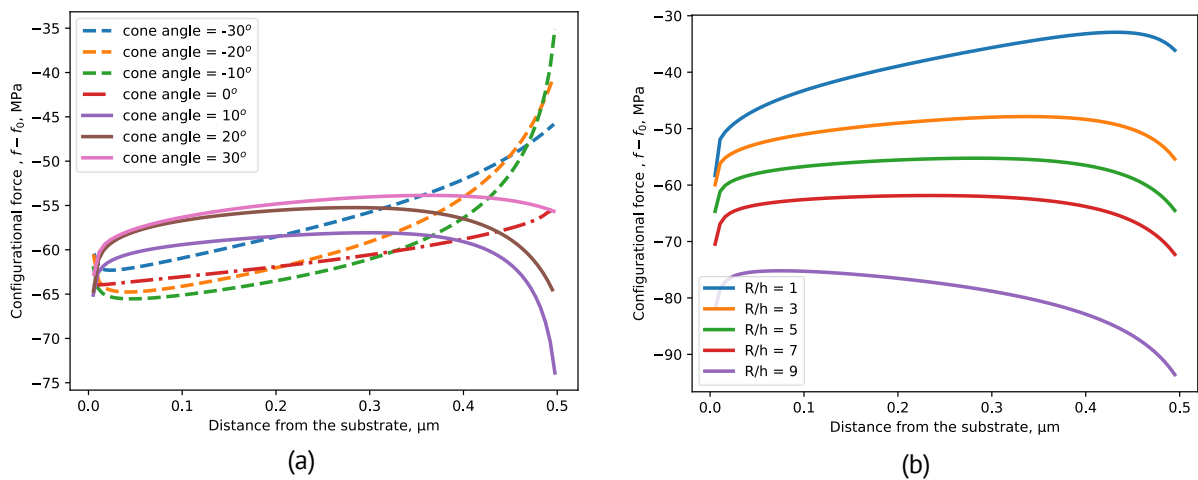 −35
−40
−45
−50
−55
−60
−65
−70
−75
Configurational force , f − f₀, MPa
cone angle = -30°
cone angle = -20°
cone angle = -10°
cone angle = 0°
cone angle = 10°
cone angle = 20°
cone angle = 30°
0.0 0.1 0.2 0.3 0.4 0.5
Distance from the substrate, μm
(a)
−30
−40
−50
−60
−70
−80
−90
Configurational force , f − f₀, MPa
R/h = 1
R/h = 3
R/h = 5
R/h = 7
R/h = 9
0.0 0.1 0.2 0.3 0.4 0.5
Distance from the substrate, μm
(b)